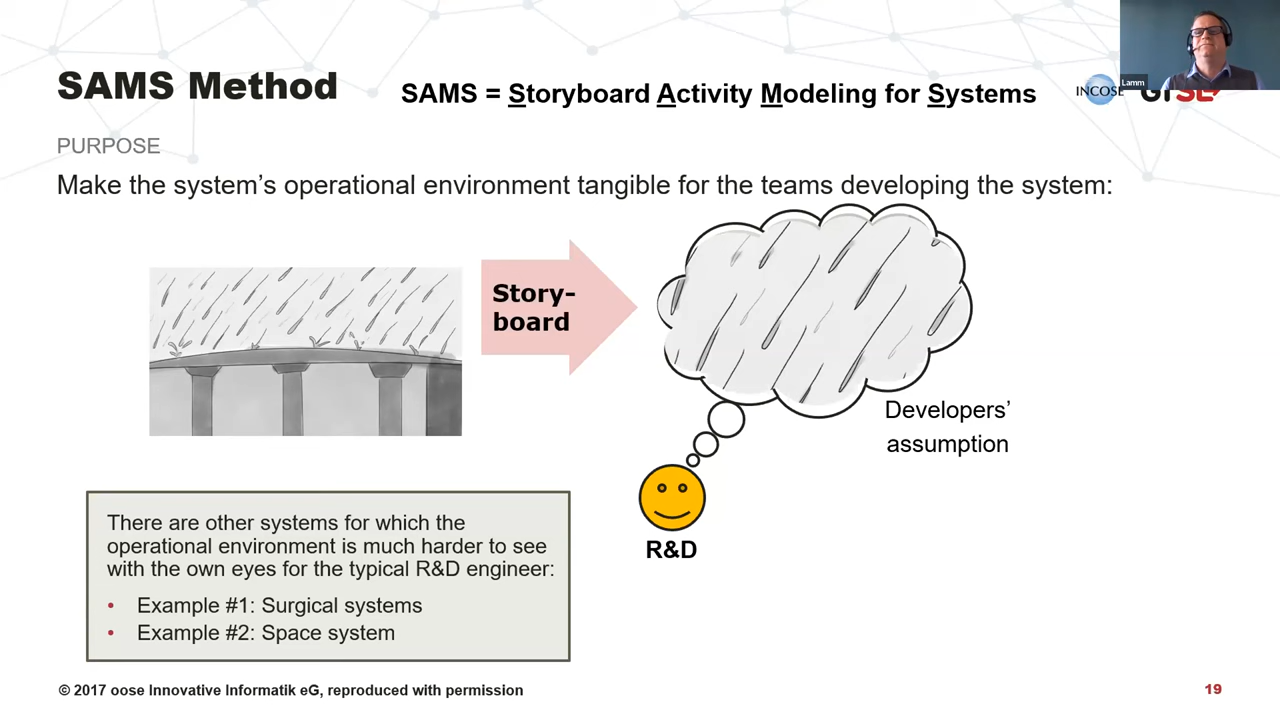 SAMS Method
SAMS = Storyboard Activity Modeling for Systems
INCOSE
Lamm
PURPOSE
Make the system’s operational environment tangible for the teams developing the system:
Story-
board
Developers’
assumption
R&D
There are other systems for which the
operational environment is much harder to see
with the own eyes for the typical R&D engineer:
• Example #1: Surgical systems
• Example #2: Space system
© 2017 oose Innovative Informatik eG, reproduced with permission
19